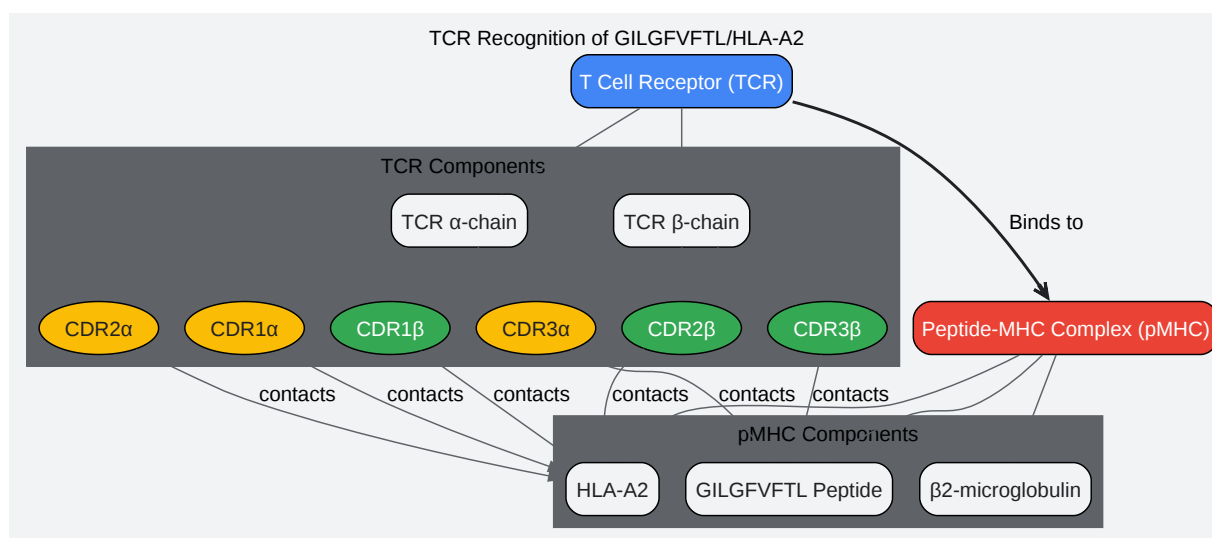 TCR Recognition of GILGFVFTL/HLA-A2
T Cell Receptor (TCR)
TCR Components
TCR α-chain
TCR β-chain
Binds to
CDR2α
CDR1α
CDR1β
CDR3α
CDR2β
CDR3β
Peptide-MHC Complex (pMHC)
contacts
contacts
contacts
contacts
contacts
contacts
pMHC Components
HLA-A2
GILGFVFTL Peptide
β2-microglobulin